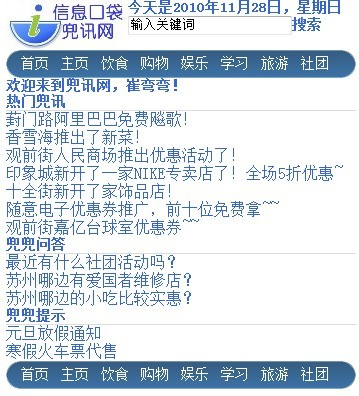 信息口袋
兜讯网
今天是2010年11月28日，星期日
输入关键词 搜索
首页 主页 饮食 购物 娱乐 学习 旅游 社团
欢迎来到兜讯网，崔弯弯！
热门兜讯
葑门路阿里巴巴免费飚歌！
香雪海推出了新菜！
观前街人民商场推出优惠活动了！
印象城新开了一家NIKE专卖店了！全场5折优惠~
十全街新开了家饰品店！
随意电子优惠券推广，前十位免费拿~~
观前街嘉亿台球室优惠券~~
兜兜问答
最近有什么社团活动吗？
苏州哪边有爱国者维修店？
苏州哪边的小吃比较实惠？
兜兜提示
元旦放假通知
寒假火车票代售
首页 主页 饮食 购物 娱乐 学习 旅游 社团